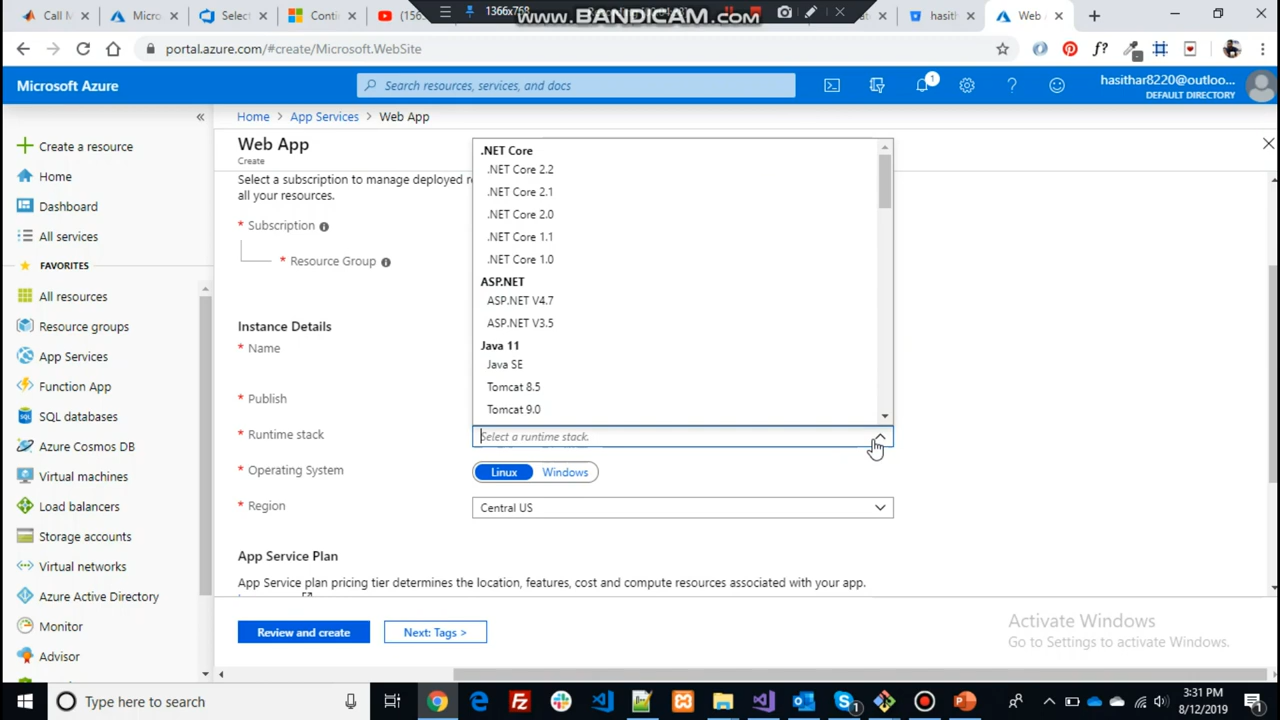 Call M
Micro
Select
Conti
(156
1366x768
www.BANDICAM.com
hasith
Web
portal.azure.com/#create/Microsoft.WebSite
f?
Microsoft Azure
Search resources, services, and docs
1
hasithar8220@outloo...
DEFAULT DIRECTORY
Create a resource
Home
Dashboard
All services
FAVORITES
All resources
Resource groups
App Services
Function App
SQL databases
Azure Cosmos DB
Virtual machines
Load balancers
Storage accounts
Virtual networks
Azure Active Directory
Monitor
Advisor
Home > App Services > Web App
Web App
Create
Select a subscription to manage deployed re
all your resources.
* Subscription
* Resource Group
Instance Details
* Name
* Publish
* Runtime stack
* Operating System
* Region
.NET Core
.NET Core 2.2
.NET Core 2.1
.NET Core 2.0
.NET Core 1.1
.NET Core 1.0
ASP.NET
ASP.NET V4.7
ASP.NET V3.5
Java 11
Java SE
Tomcat 8.5
Tomcat 9.0
Select a runtime stack.
Linux Windows
Central US
App Service Plan
App Service plan pricing tier determines the location, features, cost and compute resources associated with your app.
Review and create
Next: Tags >
Activate Windows
Go to Settings to activate Windows.
Type here to search
1
3:31 PM
8/12/2019